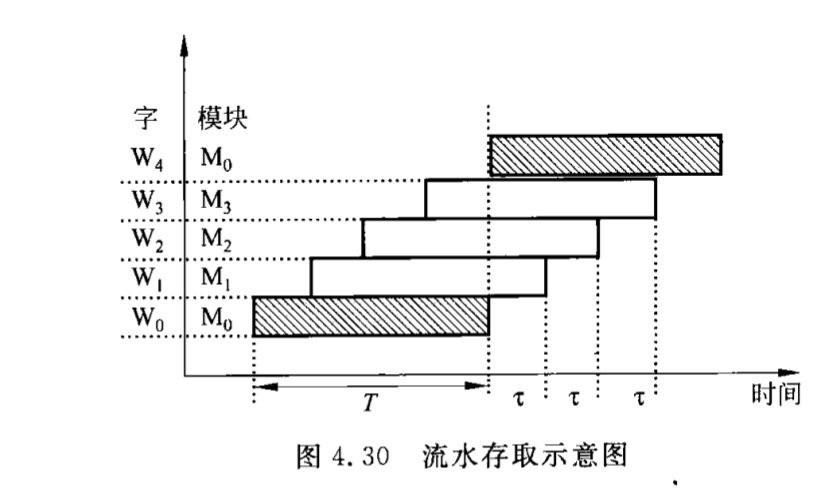 字 模块
W₄ M₀
W₃ M₃
W₂ M₂
W₁ M₁
W₀ M₀
T τ τ τ 时间
图 4.30 流水存取示意图